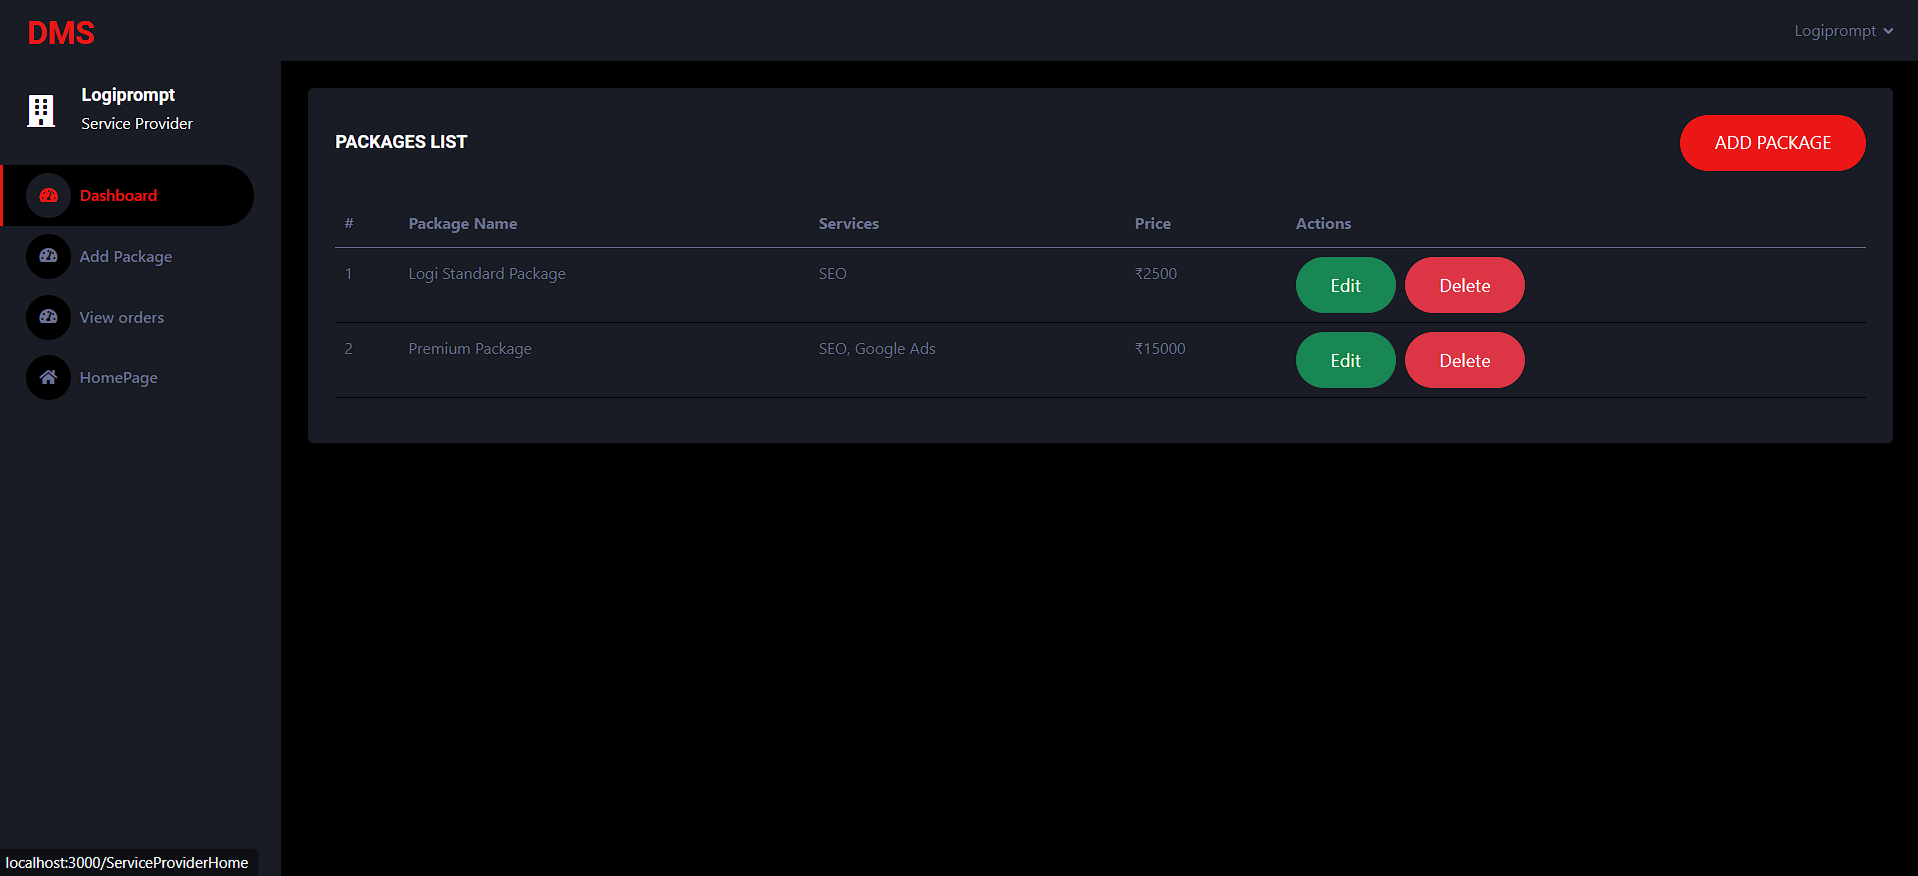 DMS
Logiprompt
Logiprompt
Service Provider
Dashboard
Add Package
View orders
HomePage
PACKAGES LIST
ADD PACKAGE
# Package Name Services Price Actions
1 Logi Standard Package SEO ₹2500 Edit Delete
2 Premium Package SEO, Google Ads ₹15000 Edit Delete
localhost:3000/ServiceProviderHome